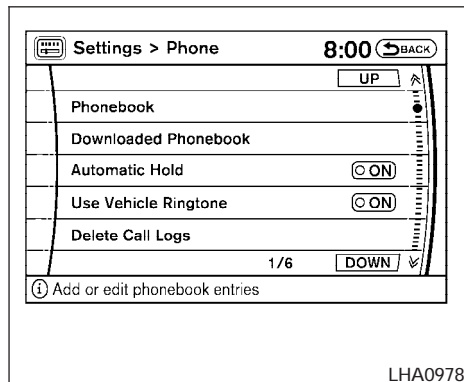 Settings > Phone 8:00 BACK
UP
Phonebook
Downloaded Phonebook
Automatic Hold ON
Use Vehicle Ringtone ON
Delete Call Logs
1/6 DOWN
i Add or edit phonebook entries
LHA0978